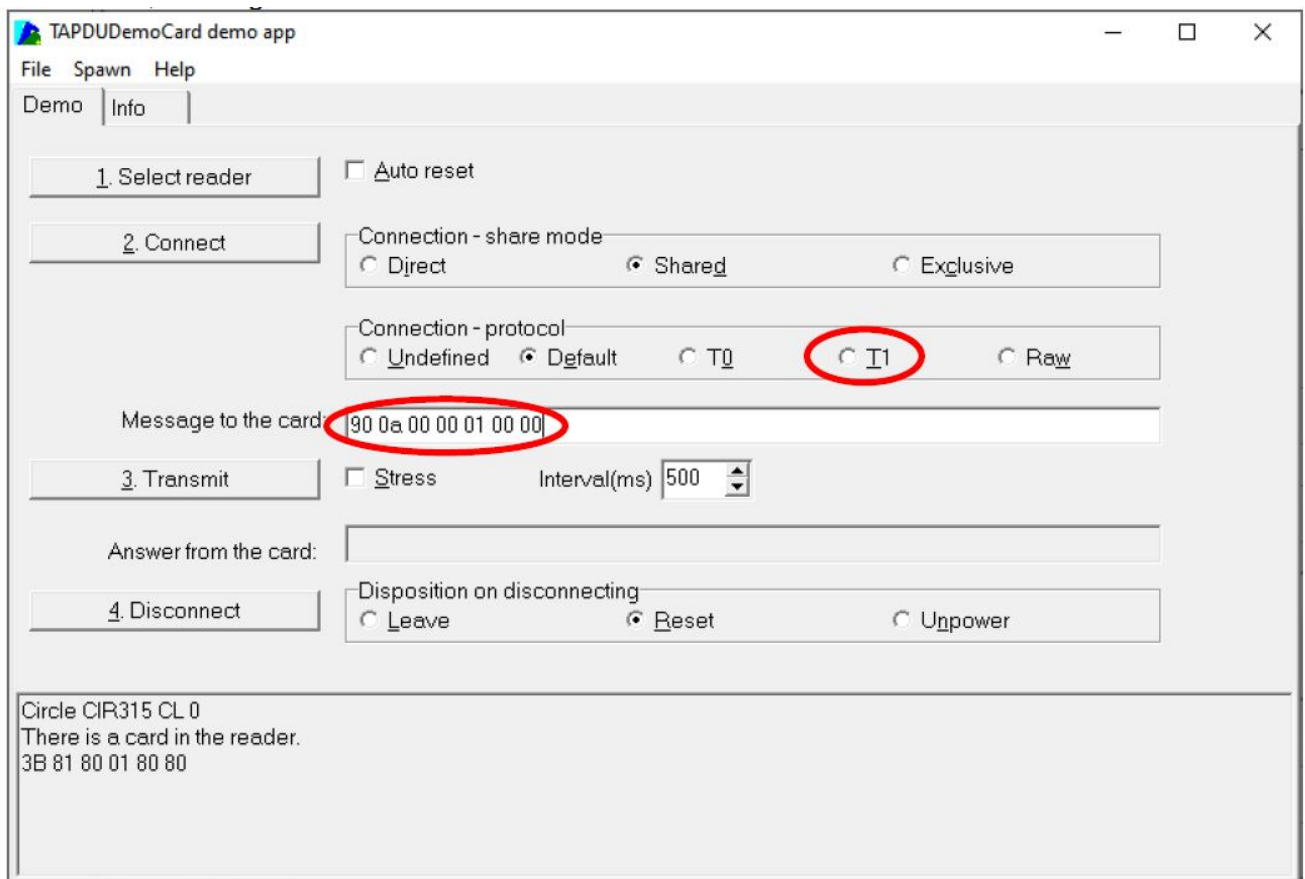 TAPDUDemoCard demo app
File Spawn Help
Demo Info
1. Select reader Auto reset
2. Connect Connection - share mode
Direct Shared Exclusive
Connection - protocol
Undefined Default T0 T1 Raw
Message to the card: 90 0a 00 00 01 00 00
3. Transmit Stress Interval(ms) 500
Answer from the card:
4. Disconnect Disposition on disconnecting
Leave Reset Unpower
Circle CIR315 CL 0
There is a card in the reader.
3B 81 80 01 80 80